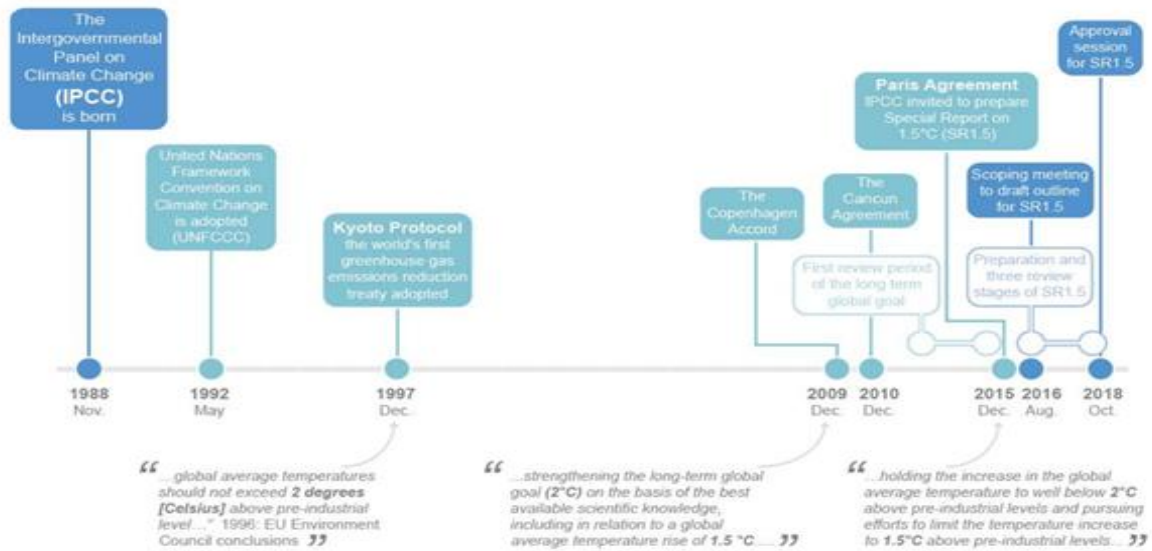 The
Intergovernmental
Panel on
Climate Change
(IPCC)
is born
United Nations
Framework
Convention on
Climate Change
is adopted
(UNFCCC)
Kyoto Protocol
the world's first
greenhouse gas
emissions reduction
treaty adopted
The
Copenhagen
Accord
The
Cancun
Agreement
First review period
of the long term
global goal
Paris Agreement
IPCC invited to prepare
Special Report on
1.5°C (SR1.5)
Scoping meeting
to draft outline
for SR1.5
Preparation and
three review
stages of SR1.5
Approval
session
for SR1.5
1988
Nov.
1992
May
1997
Dec.
2009
Dec.
2010
Dec.
2015
Dec.
2016
Aug.
2018
Oct.
“ ... global average temperatures
should not exceed 2 degrees
[Celsius] above pre-industrial
level...” 1996: EU Environment
Council conclusions ”
“ ...strengthening the long-term global
goal (2°C) on the basis of the best
available scientific knowledge,
including in relation to a global
average temperature rise of 1.5 °C.... ”
“ ...holding the increase in the global
average temperature to well below 2°C
above pre-industrial levels and pursuing
efforts to limit the temperature increase
to 1.5°C above pre-industrial levels... ”